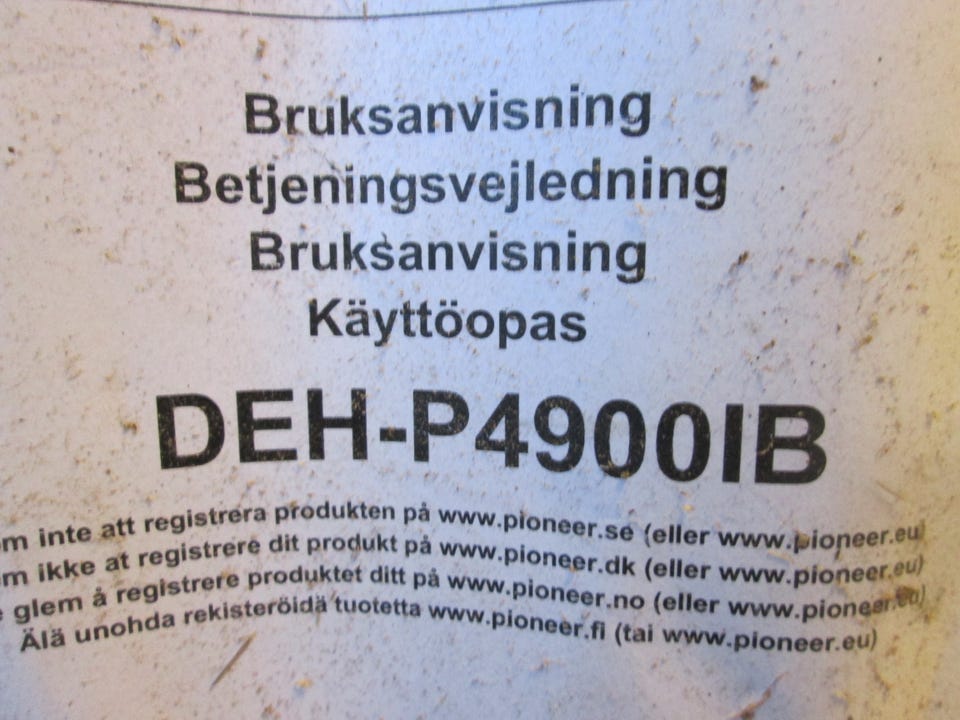 Bruksanvisning
Betjeningsvejledning
Bruksanvisning
Käyttöopas
DEH-P4900IB
inte att registrera produkten på www.pioneer.se (eller www.pioneer.eu)
ikke at registrere dit produkt på www.pioneer.dk (eller www.pioneer.eu)
glem å registrere produktet ditt på www.pioneer.no (eller www.pioneer.eu)
Älä unohda rekisteröidä tuotetta www.pioneer.fi (tai www.pioneer.eu)